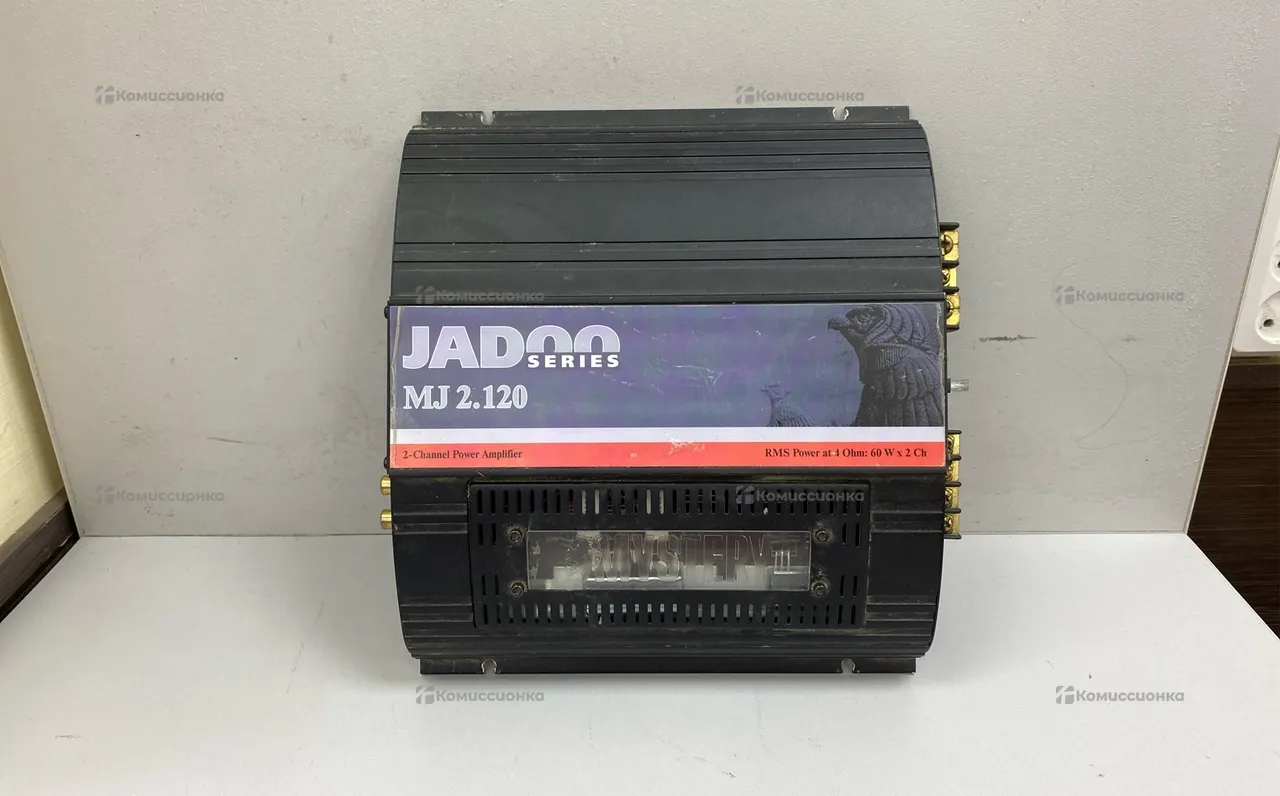 Комиссионка
Комиссионка
Комиссионка
Комиссионка
JADOO
SERIES
MJ 2.120
2-Channel Power Amplifier
RMS Power at 4 Ohm: 60 W x 2 Ch
Комиссионка
Комиссионка
MYSTERY
Комиссионка
Комиссионка